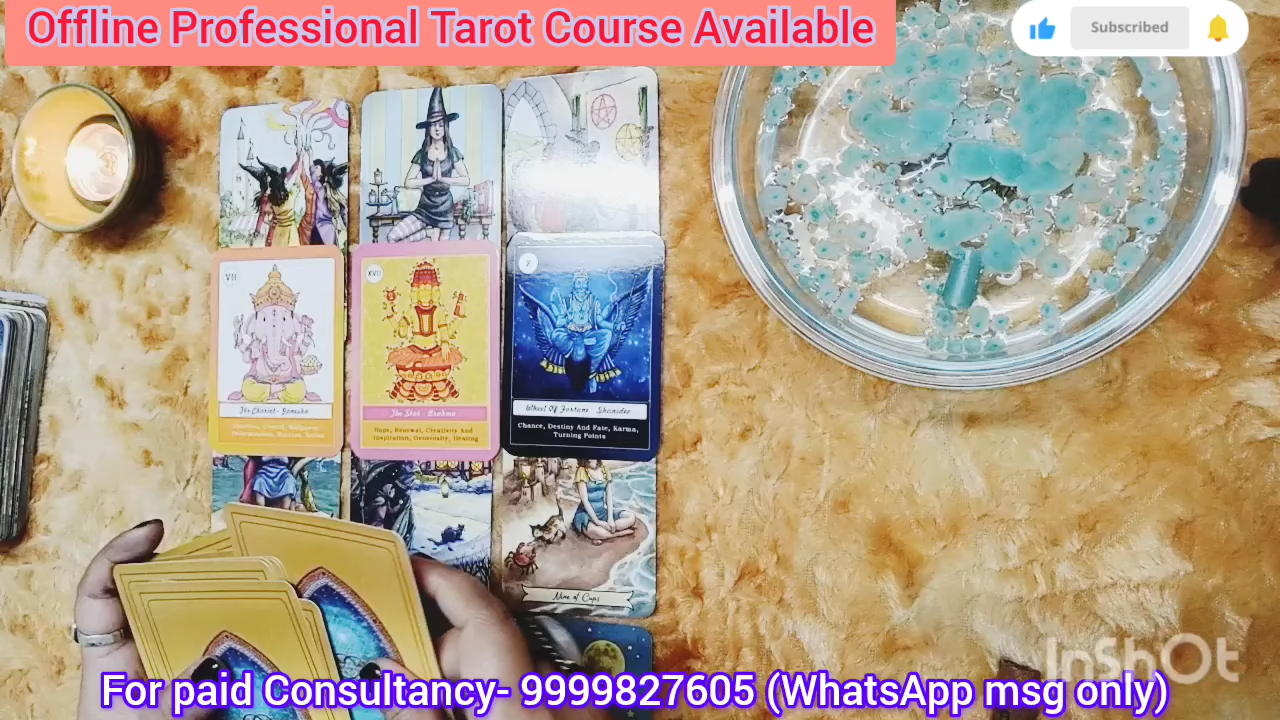 Offline Professional Tarot Course Available
Subscribed
VII
XVII
X
The Chariot - Ganesha
The Star - Brahma
Wheel Of Fortune - Shanidev
Hope, Renewal, Creativity And
Inspiration, Generosity, Healing
Chance, Destiny And Fate, Karma,
Turning Points
Nine of Cups
InShOt
For paid Consultancy- 9999827605 (WhatsApp msg only)